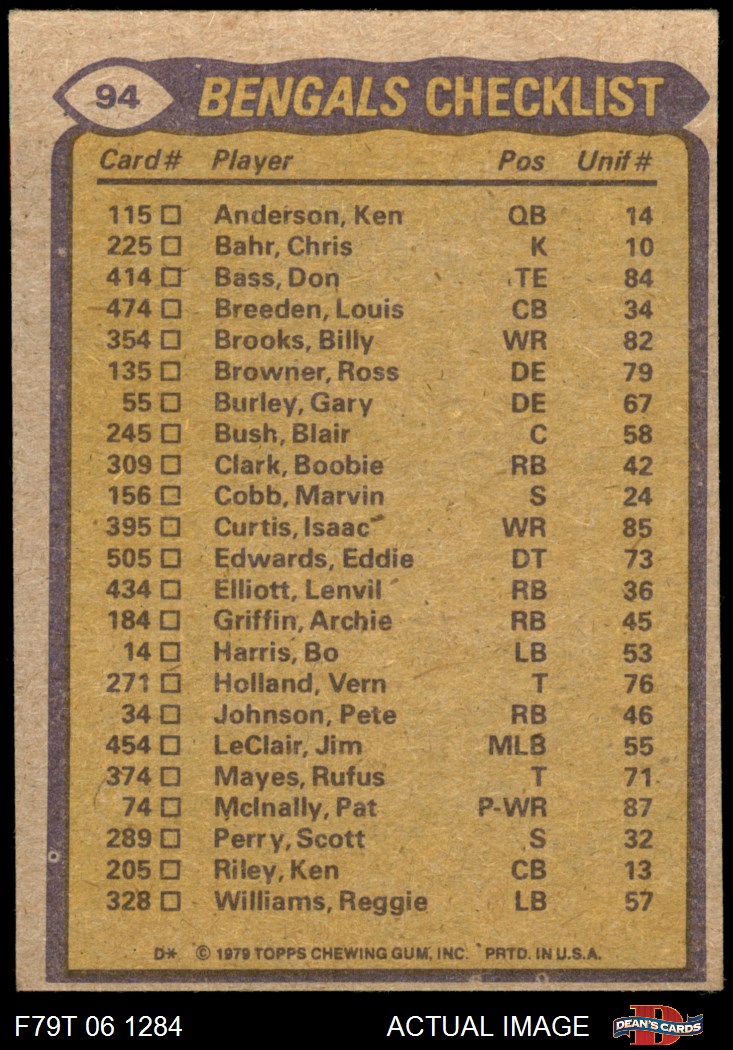 94 BENGALS CHECKLIST
Card# Player Pos Unif#
115 Anderson, Ken QB 14
225 Bahr, Chris K 10
414 Bass, Don TE 84
474 Breeden, Louis CB 34
354 Brooks, Billy WR 82
135 Browner, Ross DE 79
55 Burley, Gary DE 67
245 Bush, Blair C 58
309 Clark, Boobie RB 42
156 Cobb, Marvin S 24
395 Curtis, Isaac WR 85
505 Edwards, Eddie DT 73
434 Elliott, Lenvil RB 36
184 Griffin, Archie RB 45
14 Harris, Bo LB 53
271 Holland, Vern T 76
34 Johnson, Pete RB 46
454 LeClair, Jim MLB 55
374 Mayes, Rufus T 71
74 McInally, Pat P-WR 87
289 Perry, Scott S 32
205 Riley, Ken CB 13
328 Williams, Reggie LB 57
D* © 1979 TOPPS CHEWING GUM, INC. PRTD. IN U.S.A.
F79T 06 1284 ACTUAL IMAGE DEAN'S CARDS